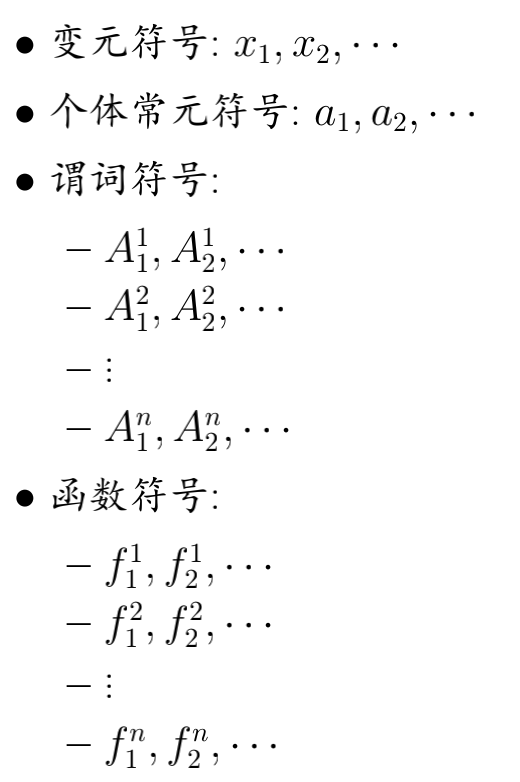 • 变元符号: $x_1, x_2, \cdots$
• 个体常元符号: $a_1, a_2, \cdots$
• 谓词符号:
– $A_1^1, A_2^1, \cdots$
– $A_1^2, A_2^2, \cdots$
– $\vdots$
– $A_1^n, A_2^n, \cdots$
• 函数符号:
– $f_1^1, f_2^1, \cdots$
– $f_1^2, f_2^2, \cdots$
– $\vdots$
– $f_1^n, f_2^n, \cdots$